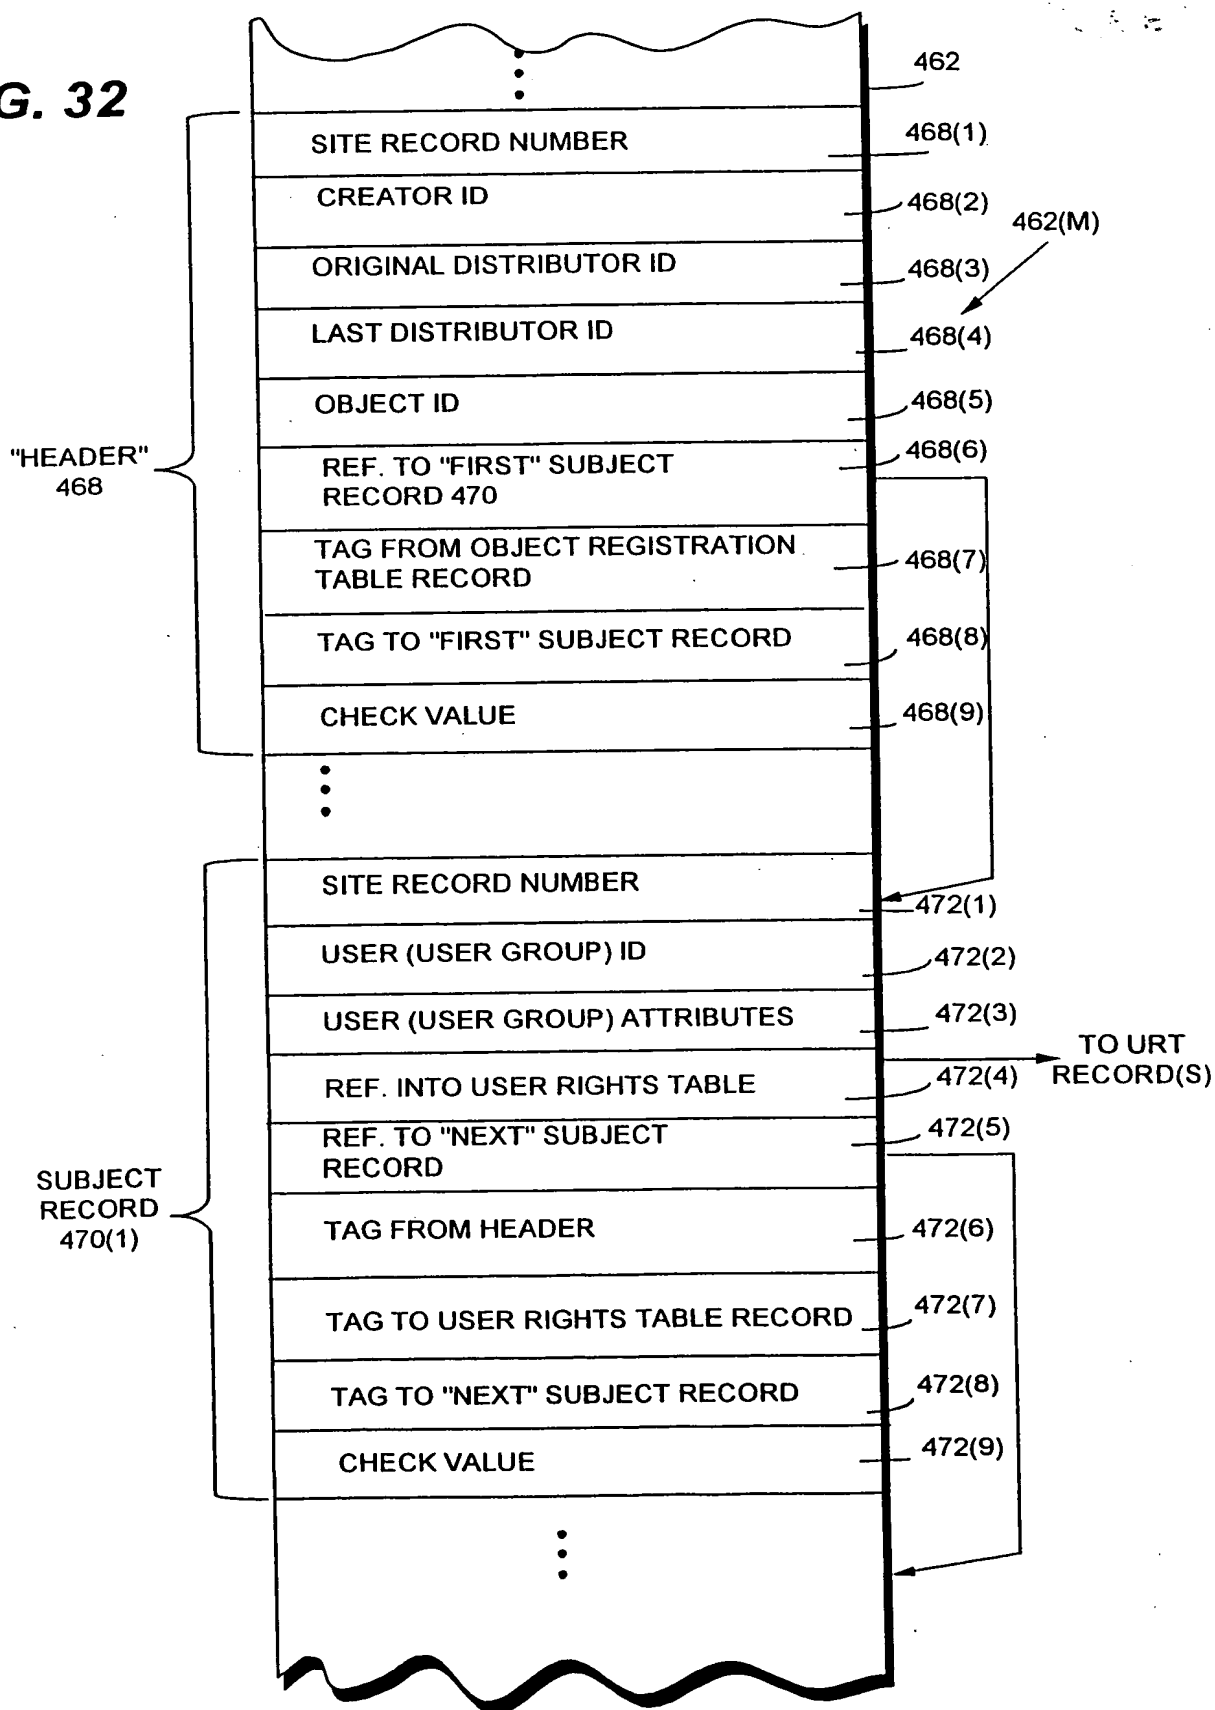 G. 32
462
SITE RECORD NUMBER
468(1)
CREATOR ID
468(2)
462(M)
ORIGINAL DISTRIBUTOR ID
468(3)
LAST DISTRIBUTOR ID
468(4)
OBJECT ID
468(5)
"HEADER"
468
REF. TO "FIRST" SUBJECT
RECORD 470
468(6)
TAG FROM OBJECT REGISTRATION
TABLE RECORD
468(7)
TAG TO "FIRST" SUBJECT RECORD
468(8)
CHECK VALUE
468(9)
SITE RECORD NUMBER
472(1)
USER (USER GROUP) ID
472(2)
USER (USER GROUP) ATTRIBUTES
472(3)
TO URT
RECORD(S)
REF. INTO USER RIGHTS TABLE
472(4)
REF. TO "NEXT" SUBJECT
RECORD
472(5)
SUBJECT
RECORD
470(1)
TAG FROM HEADER
472(6)
TAG TO USER RIGHTS TABLE RECORD
472(7)
TAG TO "NEXT" SUBJECT RECORD
472(8)
CHECK VALUE
472(9)